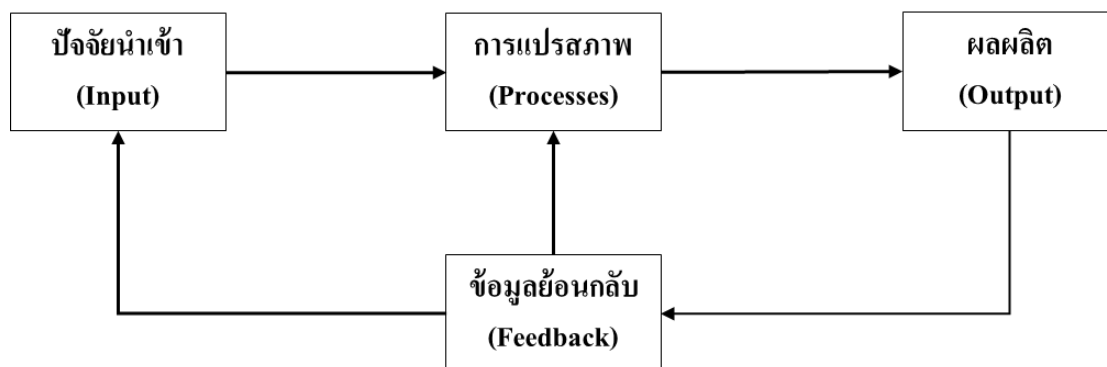 ปัจจัยนำเข้า
(Input)
การแปรสภาพ
(Processes)
ผลผลิต
(Output)
ข้อมูลย้อนกลับ
(Feedback)